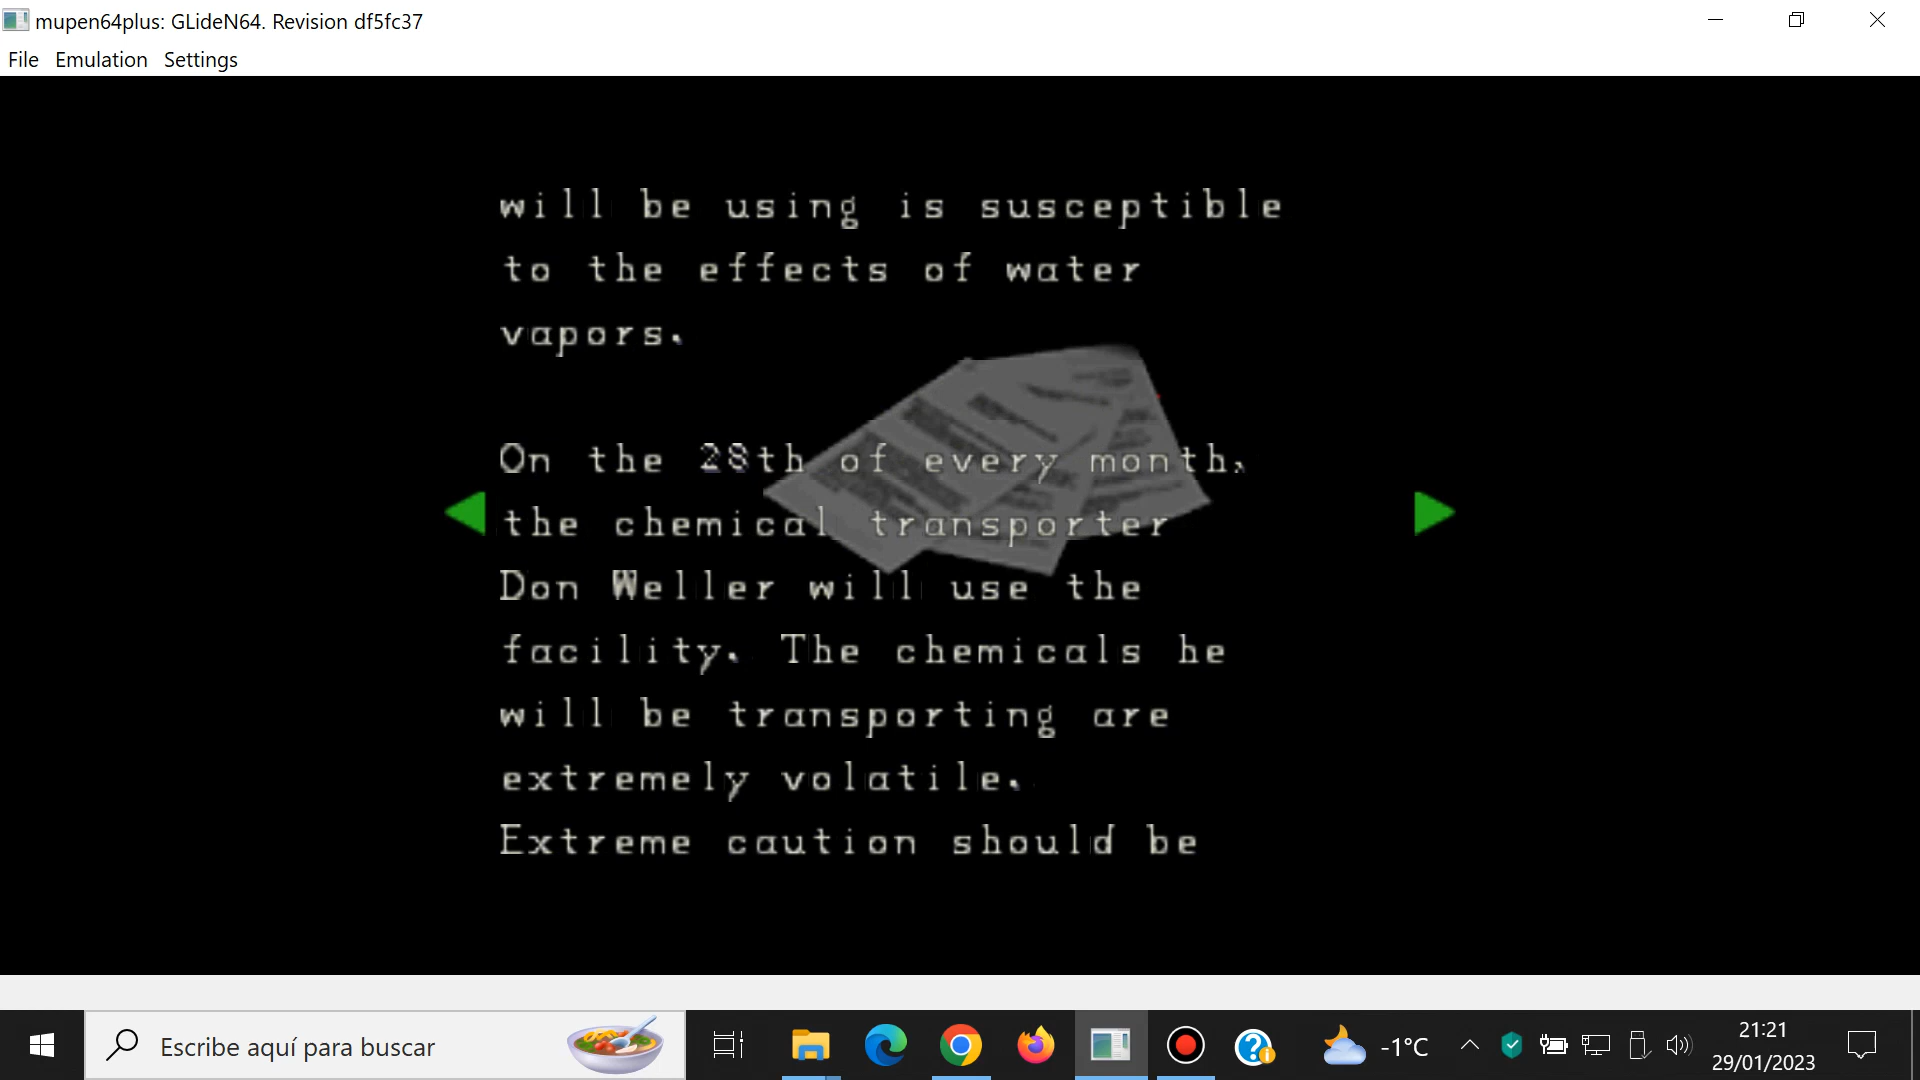 mupen64plus: GLideN64. Revision df5fc37
File Emulation Settings
will be using is susceptible
to the effects of water
vapors.
On the 28th of every month,
the chemical transporter
Don Weller will use the
facility. The chemicals he
will be transporting are
extremely volatile.
Extreme caution should be
Escribe aquí para buscar
-1°C
21:21
29/01/2023